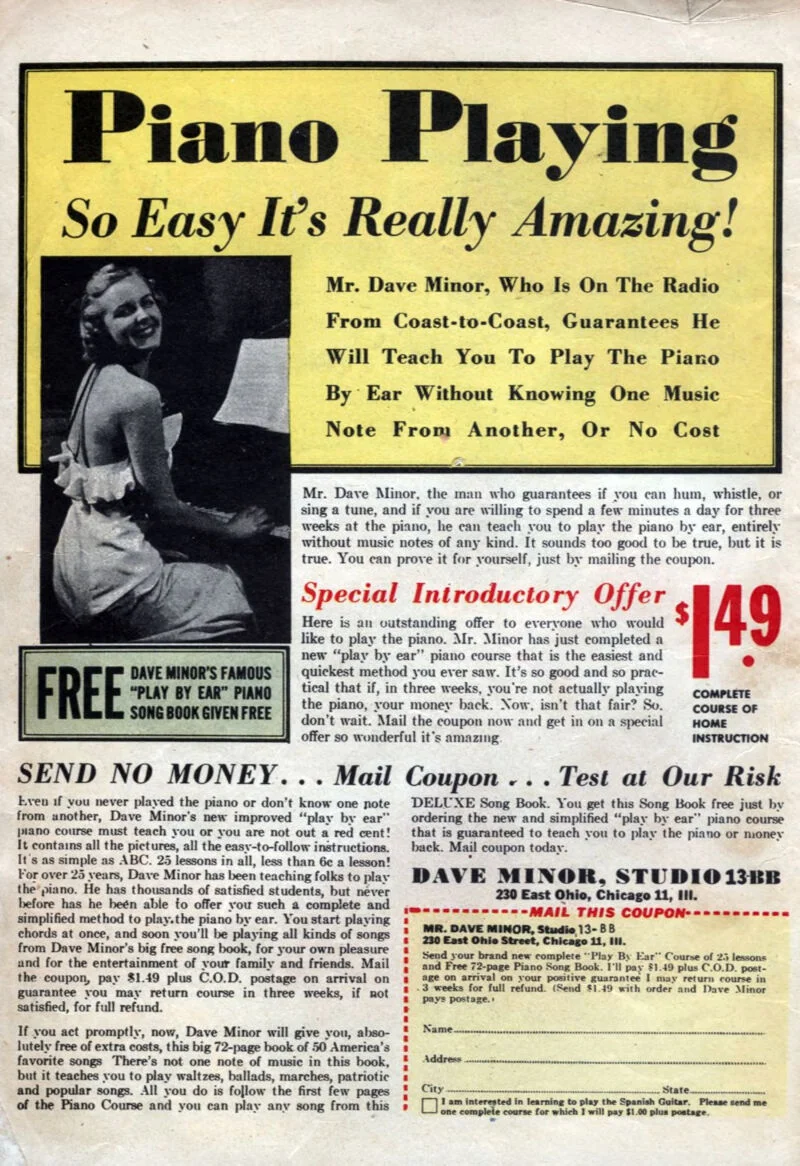 Piano Playing
So Easy It's Really Amazing!
Mr. Dave Minor, Who Is On The Radio
From Coast-to-Coast, Guarantees He
Will Teach You To Play The Piano
By Ear Without Knowing One Music
Note From Another, Or No Cost
Mr. Dave Minor, the man who guarantees if you can hum, whistle, or
sing a tune, and if you are willing to spend a few minutes a day for three
weeks at the piano, he can teach you to play the piano by ear, entirely
without music notes of any kind. It sounds too good to be true, but it is
true. You can prove it for yourself, just by mailing the coupon.
Special Introductory Offer
Here is an outstanding offer to everyone who would
like to play the piano. Mr. Minor has just completed a
new "play by ear" piano course that is the easiest and
quickest method you ever saw. It's so good and so prac-
tical that if, in three weeks, you're not actually playing
the piano, your money back. Now, isn't that fair? So,
don't wait. Mail the coupon now and get in on a special
offer so wonderful it's amazing.
$1.49
COMPLETE
COURSE OF
HOME
INSTRUCTION
FREE
DAVE MINOR'S FAMOUS
"PLAY BY EAR" PIANO
SONG BOOK GIVEN FREE
SEND NO MONEY... Mail Coupon ... Test at Our Risk
Even if you never played the piano or don't know one note
from another, Dave Minor's new improved "play by ear"
piano course must teach you or you are not out a red cent!
It contains all the pictures, all the easy-to-follow instructions.
It's as simple as ABC. 25 lessons in all, less than 6c a lesson!
For over 25 years, Dave Minor has been teaching folks to play
the piano. He has thousands of satisfied students, but never
before has he been able to offer you such a complete and
simplified method to play the piano by ear. You start playing
chords at once, and soon you'll be playing all kinds of songs
from Dave Minor's big free song book, for your own pleasure
and for the entertainment of your family and friends. Mail
the coupon, pay $1.49 plus C.O.D. postage on arrival on
guarantee you may return course in three weeks, if not
satisfied, for full refund.
If you act promptly, now, Dave Minor will give you, abso-
lutely free of extra costs, this big 72-page book of 50 America's
favorite songs There's not one note of music in this book,
but it teaches you to play waltzes, ballads, marches, patriotic
and popular songs. All you do is follow the first few pages
of the Piano Course and you can play any song from this
DELUXE Song Book. You get this Song Book free just by
ordering the new and simplified "play by ear" piano course
that is guaranteed to teach you to play the piano or money
back. Mail coupon today.
DAVE MINOR, STUDIO 13-BB
230 East Ohio, Chicago 11, Ill.
MAIL THIS COUPON
MR. DAVE MINOR, Studio 13-BB
230 East Ohio Street, Chicago 11, Ill.
Send your brand new complete "Play By Ear" Course of 25 lessons
and Free 72-page Piano Song Book. I'll pay $1.49 plus C.O.D. post-
age on arrival on your positive guarantee I may return course in
3 weeks for full refund. (Send $1.49 with order and Dave Minor
pays postage.)
Name
Address
City State
I am interested in learning to play the Spanish Guitar. Please send me
one complete course for which I will pay $1.00 plus postage.